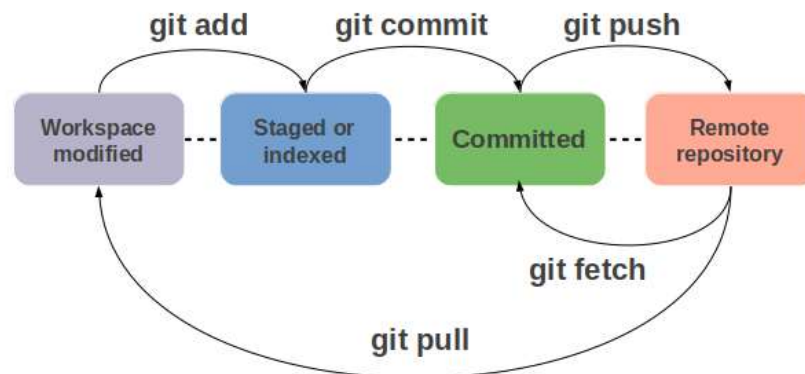 git add
git commit
git push
Workspace
modified
Staged or
indexed
Committed
Remote
repository
git fetch
git pull